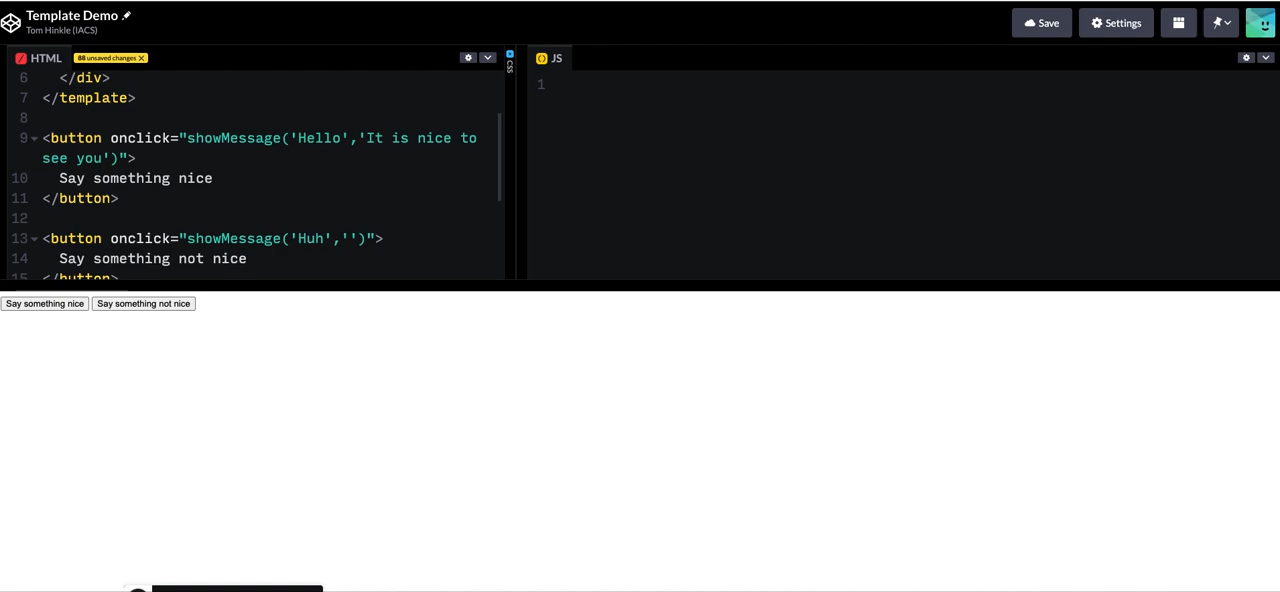 Template Demo
Tom Hinkle (IACS)
Save
Settings
HTML
88 unsaved changes X
CSS
JS
6 </div>
7 </template>
8
9 <button onclick="showMessage('Hello','It is nice to
see you')">
10 Say something nice
11 </button>
12
13 <button onclick="showMessage('Huh','')">
14 Say something not nice
15 </button>
1
Say something nice
Say something not nice